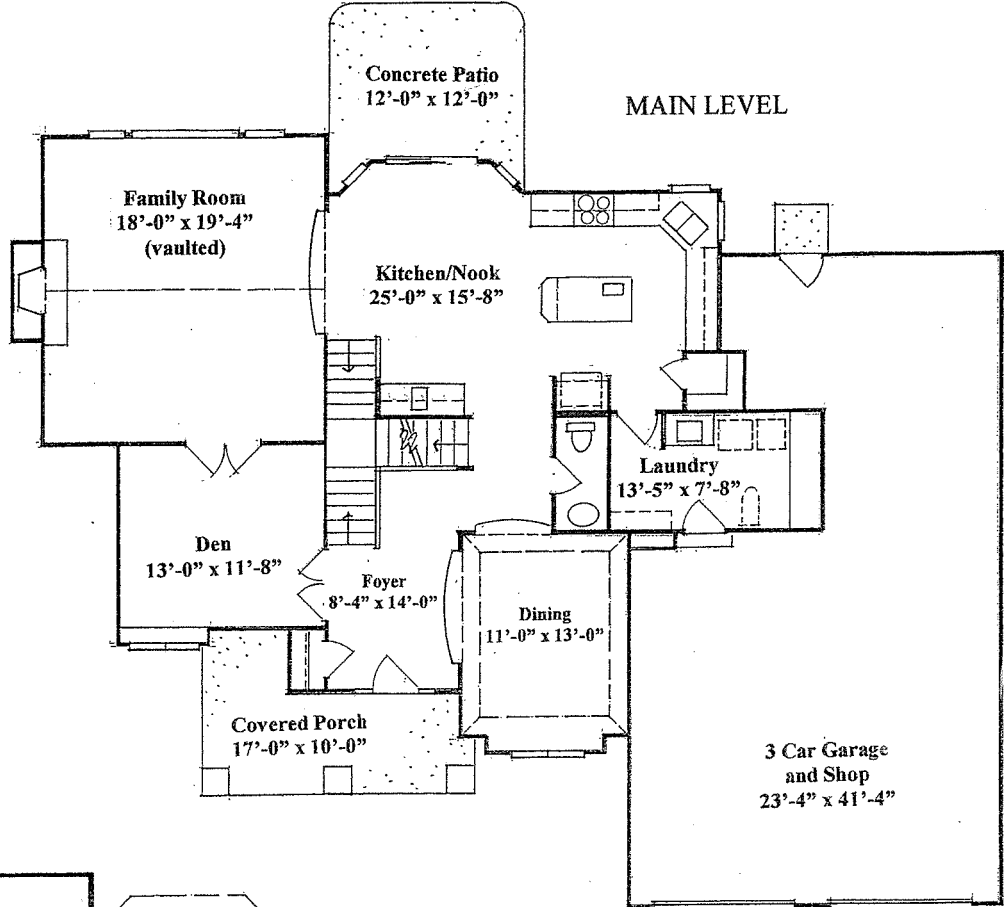 Concrete Patio
12’-0” x 12’-0”
MAIN LEVEL
Family Room
18’-0” x 19’-4”
(vaulted)
Kitchen/Nook
25’-0” x 15’-8”
Laundry
13’-5” x 7’-8”
Den
13’-0” x 11’-8”
Foyer
8’-4” x 14’-0”
Dining
11’-0” x 13’-0”
Covered Porch
17’-0” x 10’-0”
3 Car Garage
and Shop
23’-4” x 41’-4”